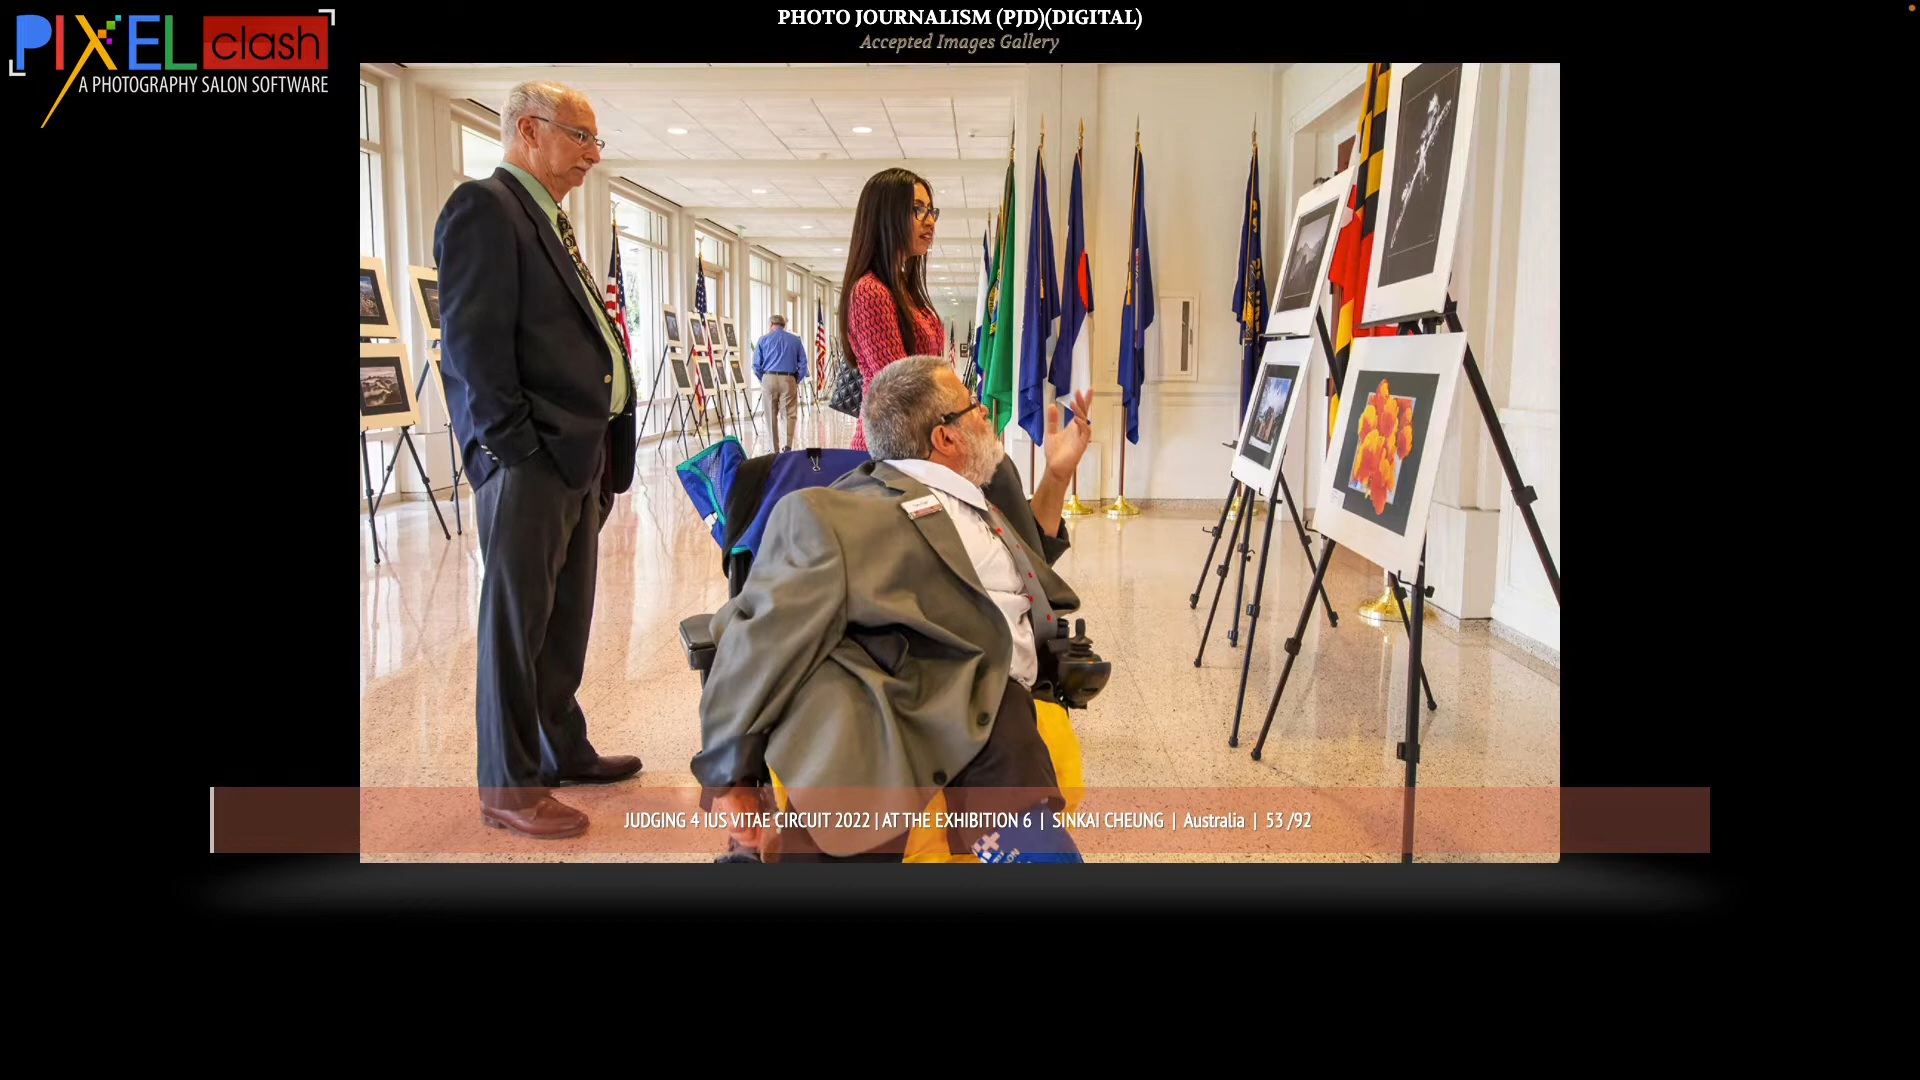 PIXEL clash
A PHOTOGRAPHY SALON SOFTWARE
PHOTO JOURNALISM (PJD)(DIGITAL)
Accepted Images Gallery
JUDGING 4 IUS VITAE CIRCUIT 2022 | AT THE EXHIBITION 6 | SINKAI CHEUNG | Australia | 53 /92